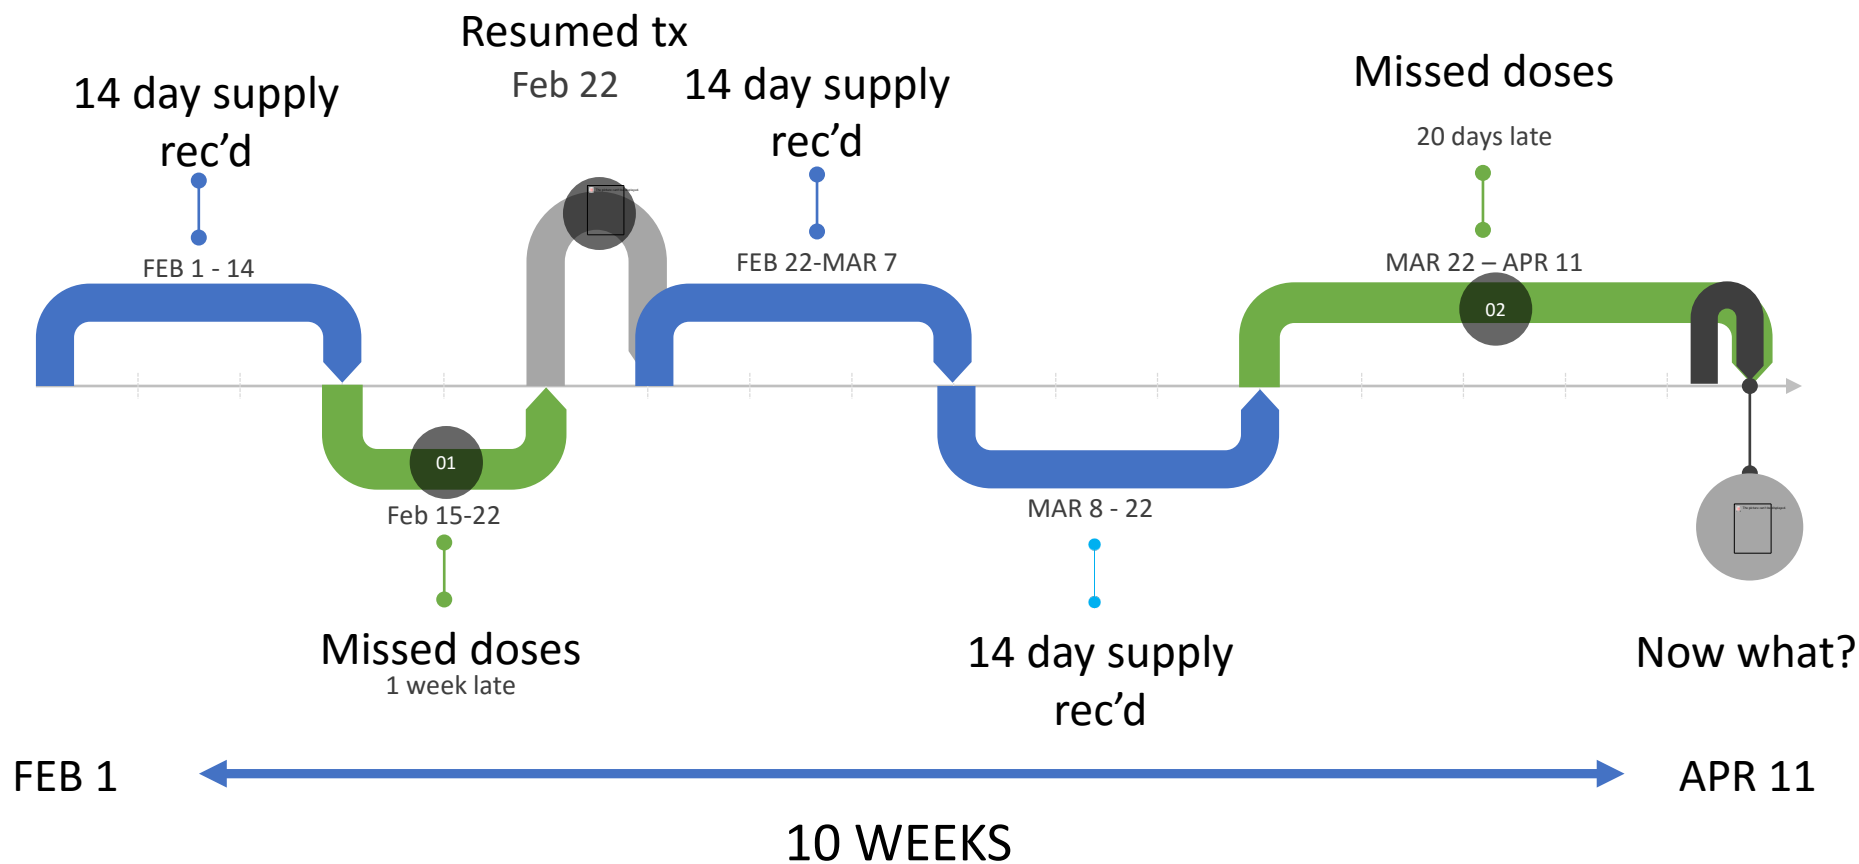 Resumed tx
Feb 22
14 day supply
rec’d
14 day supply
rec’d
Missed doses
20 days late
FEB 1 - 14
FEB 22-MAR 7
MAR 22 – APR 11
02
01
Feb 15-22
MAR 8 - 22
Missed doses
1 week late
14 day supply
rec’d
Now what?
FEB 1
APR 11
10 WEEKS